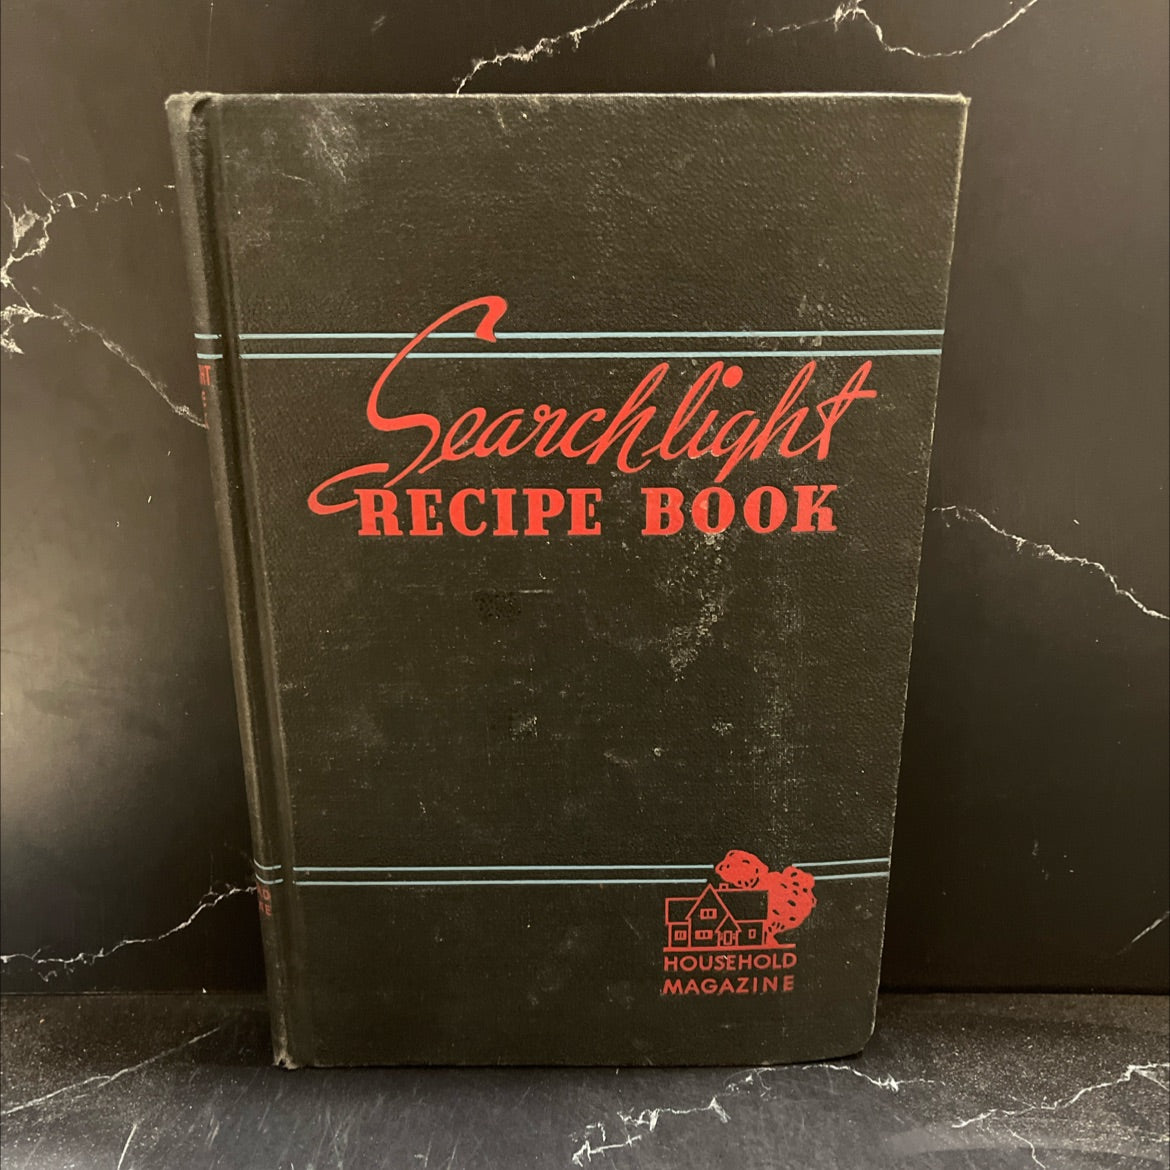 Searchlight
RECIPE BOOK
HOUSEHOLD
MAGAZINE